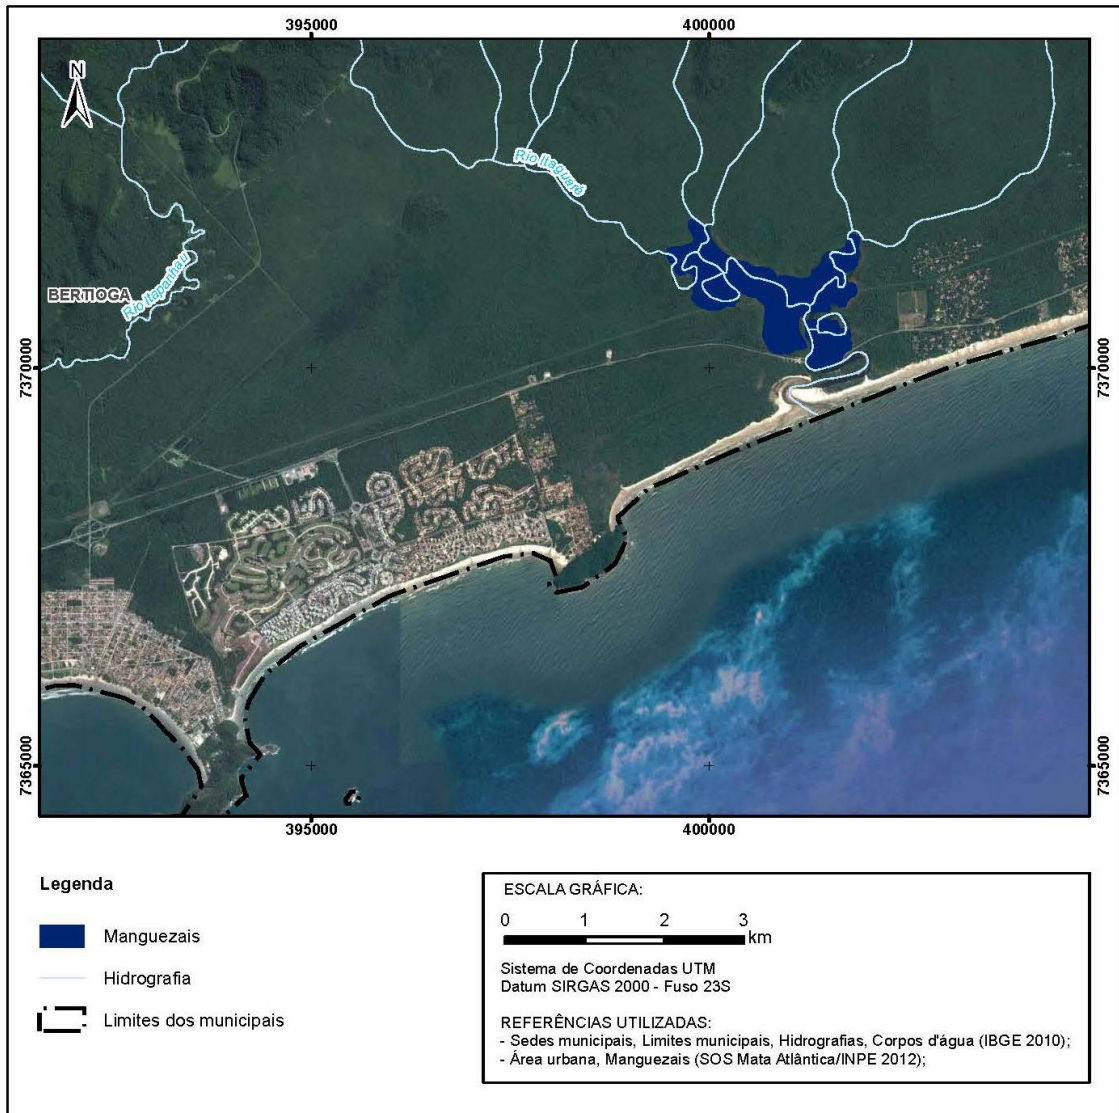 395000
400000
N
Rio Itaguaré
Rio Itapanhau
BERTIOGA
7370000
7370000
7365000
7365000
395000
400000
Legenda
Manguezais
Hidrografia
Limites dos municipais
ESCALA GRÁFICA:
0 1 2 3
km
Sistema de Coordenadas UTM
Datum SIRGAS 2000 - Fuso 23S
REFERÊNCIAS UTILIZADAS:
- Sedes municipais, Limites municipais, Hidrografias, Corpos d'água (IBGE 2010);
- Área urbana, Manguezais (SOS Mata Atlântica/INPE 2012);